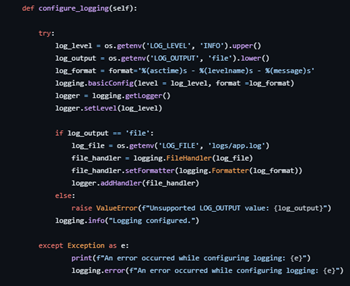 def configure_logging(self):
try:
log_level = os.getenv('LOG_LEVEL', 'INFO').upper()
log_output = os.getenv('LOG_OUTPUT', 'file').lower()
log_format = format='%(asctime)s - %(levelname)s - %(message)s'
logging.basicConfig(level = log_level, format =log_format)
logger = logging.getLogger()
logger.setLevel(log_level)
if log_output == 'file':
log_file = os.getenv('LOG_FILE', 'logs/app.log')
file_handler = logging.FileHandler(log_file)
file_handler.setFormatter(logging.Formatter(log_format))
logger.addHandler(file_handler)
else:
raise ValueError(f"Unsupported LOG_OUTPUT value: {log_output}")
logging.info("Logging configured.")
except Exception as e:
print(f"An error occurred while configuring logging: {e}")
logging.error(f"An error occurred while configuring logging: {e}")